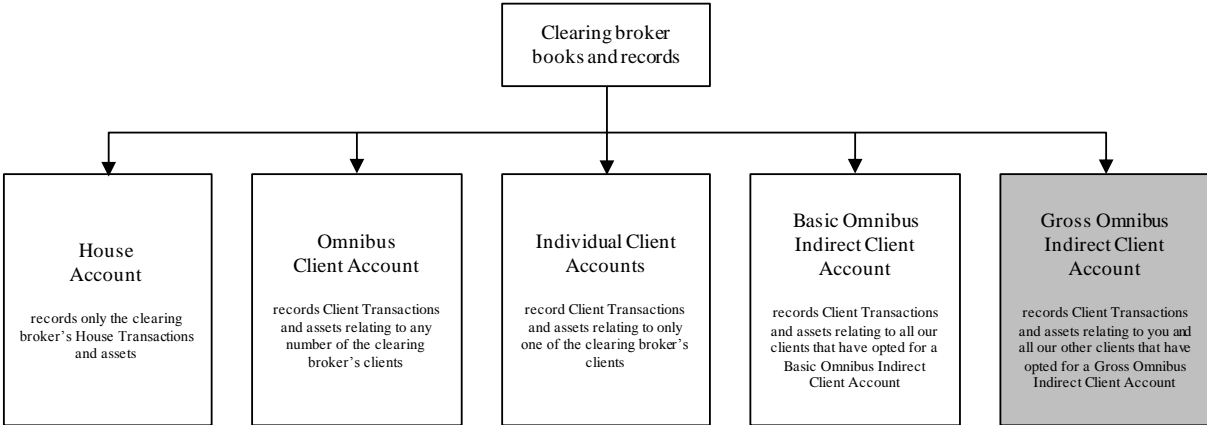 Clearing broker
books and records
House
Account
records only the clearing
broker's House Transactions
and assets
Omnibus
Client Account
records Client Transactions
and assets relating to any
number of the clearing
broker's clients
Individual Client
Accounts
record Client Transactions
and assets relating to only
one of the clearing broker's
clients
Basic Omnibus
Indirect Client
Account
records Client Transactions
and assets relating to all our
clients that have opted for a
Basic Omnibus Indirect
Client Account
Gross Omnibus
Indirect Client
Account
records Client Transactions
and assets relating to you and
all our other clients that have
opted for a Gross Omnibus
Indirect Client Account